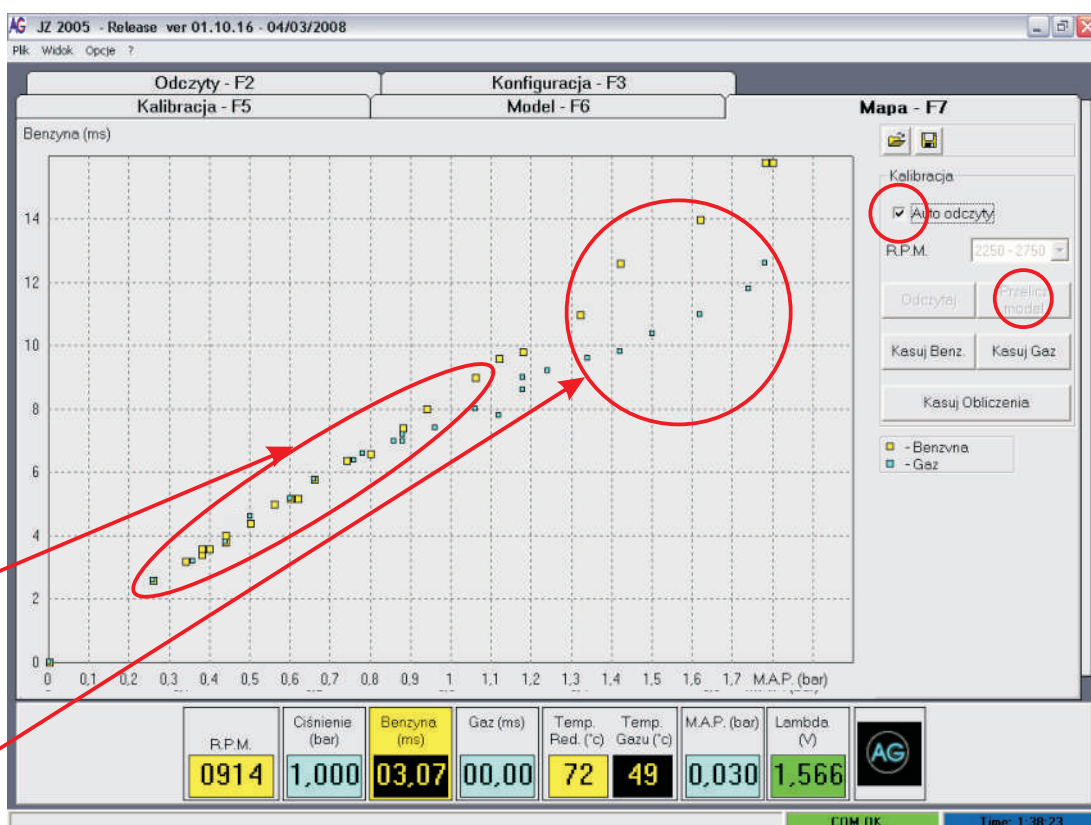 AG JZ 2005 - Release ver 01.10.16 - 04/03/2008
Plik Widok Opcje ?
Odczyty - F2 Konfiguracja - F3
Kalibracja - F5 Model - F6 Mapa - F7
Benzyna (ms)
Kalibracja
Auto odczyty
R.P.M. 2250 - 2750
Odczytaj Przelicz model
Kasuj Benz. Kasuj Gaz
Kasuj Obliczenia
- Benzyna
- Gaz
14
12
10
8
6
4
2
0
0 0,1 0,2 0,3 0,4 0,5 0,6 0,7 0,8 0,9 1 1,1 1,2 1,3 1,4 1,5 1,6 1,7 M.A.P. (bar)
R.P.M.
0914
Ciśnienie
(bar)
1,000
Benzyna
(ms)
03,07
Gaz (ms)
00,00
Temp. Temp.
Red. (°c) Gazu (°c)
72 49
M.A.P. (bar)
0,030
Lambda
(V)
1,566
AG
COM OK Time: 1:38:23